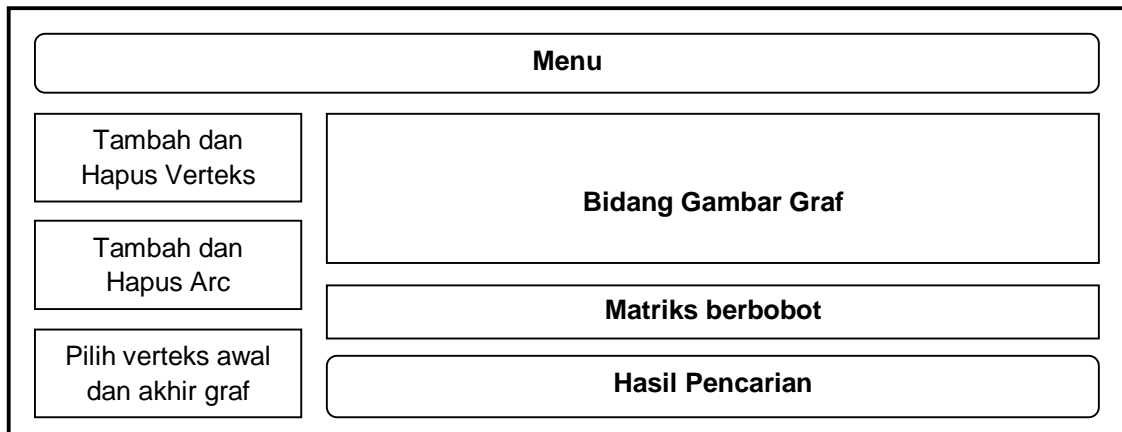 Menu
Tambah dan
Hapus Verteks
Bidang Gambar Graf
Tambah dan
Hapus Arc
Matriks berbobot
Pilih verteks awal
dan akhir graf
Hasil Pencarian